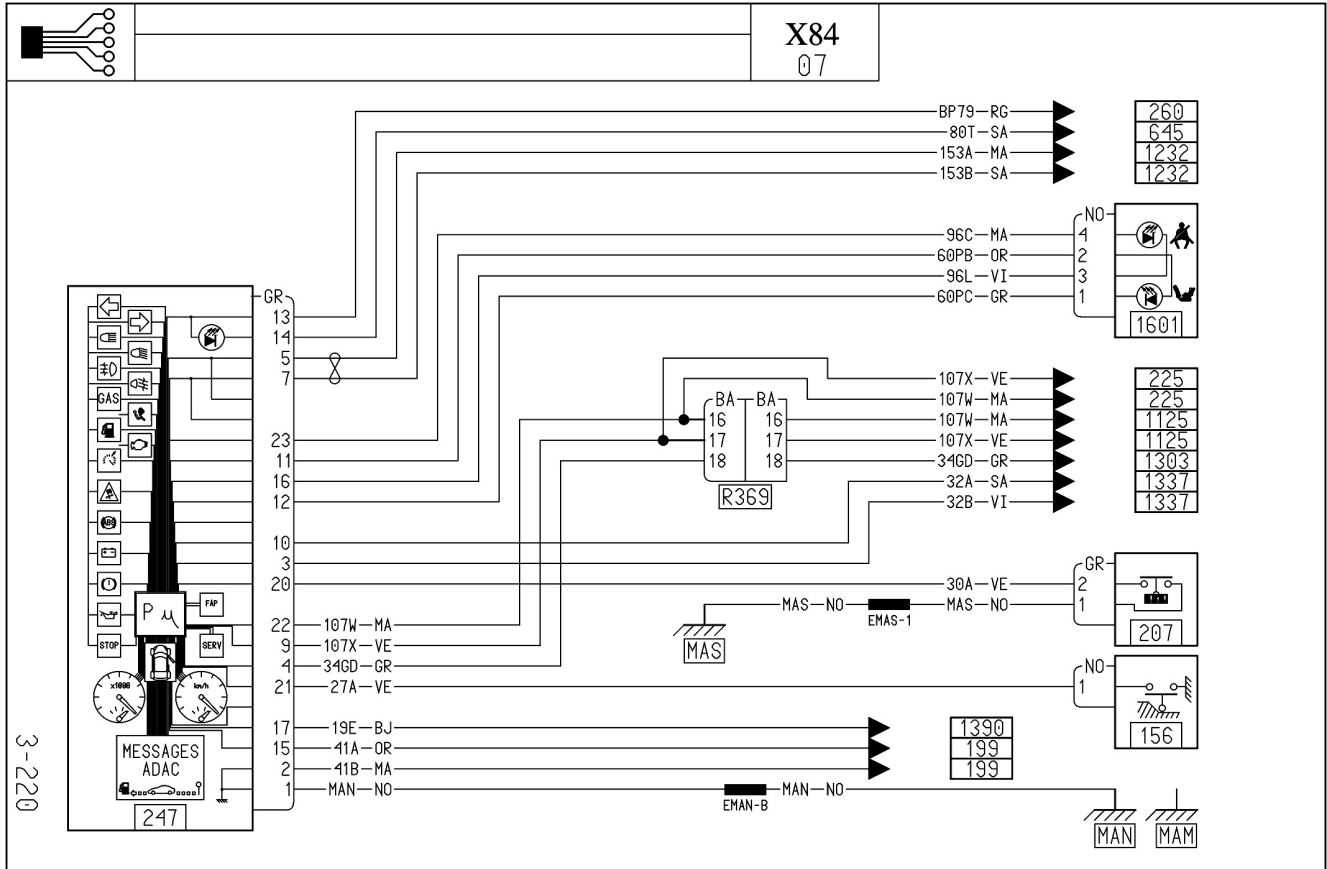 X84
07
BP79-RG 260
80T-SA 645
153A-MA 1232
153B-SA 1232
NO
96C-MA 4
60PB-OR 2
96L-VI 3
60PC-GR 1
1601
GR
13
14
5
7
23
11
16
12
10
3
20
22 107W-MA
9 107X-VE
4 34GD-GR
21 27A-VE
17 19E-BJ 1390
15 41A-OR 199
2 41B-MA 199
1 MAN-NO EMAN-B MAN-NO
BA BA
16 16
17 17
18 18
R369
107X-VE 225
107W-MA 225
107W-MA 1125
107X-VE 1125
34GD-GR 1303
32A-SA 1337
32B-VI 1337
GR
30A-VE 2
MAS-NO EMAS-1 MAS-NO 1
207
MAS
NO
1
156
MAN MAM
GAS
ABS
Pµ
FAP
STOP
SERV
x1000
km/h
MESSAGES
ADAC
247
3-220